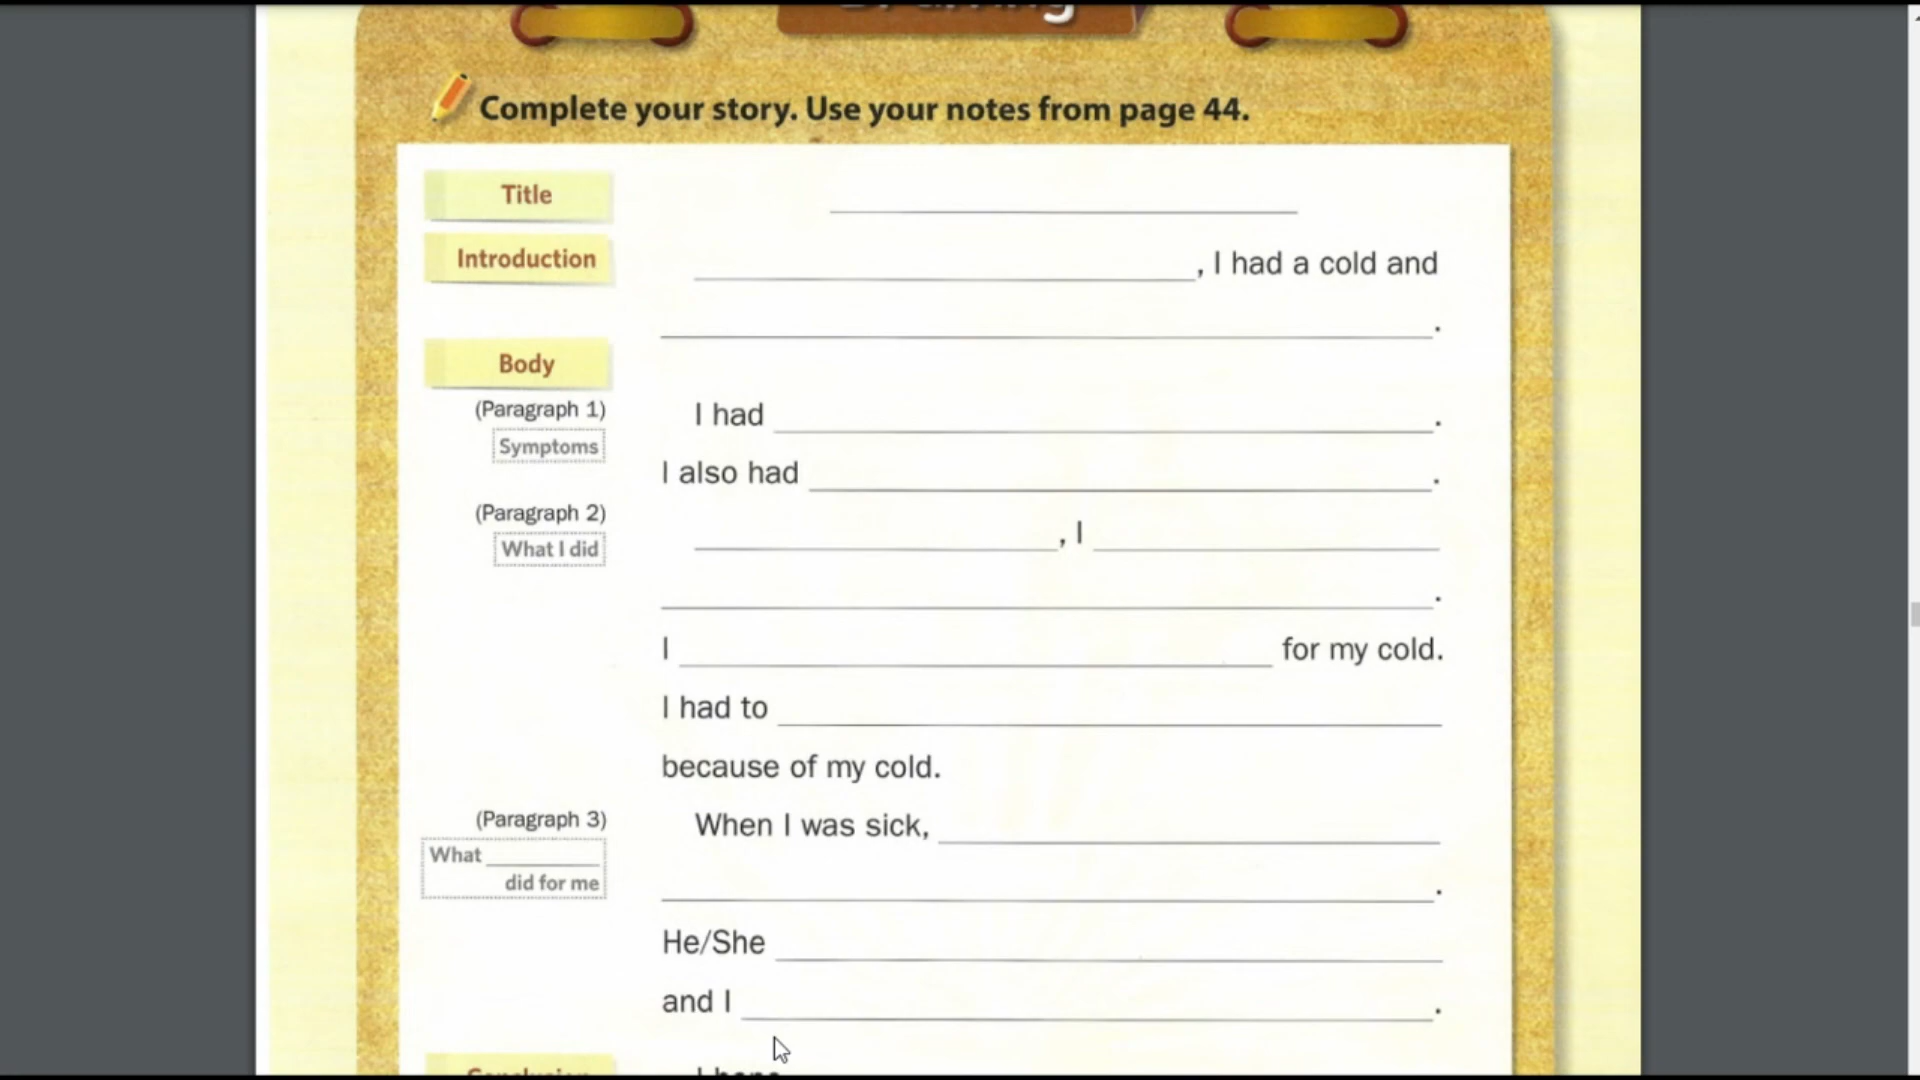 Complete your story. Use your notes from page 44.
Title
Introduction
, I had a cold and
.
Body
(Paragraph 1)
Symptoms
I had .
I also had .
(Paragraph 2)
What I did
, I
.
I for my cold.
I had to
because of my cold.
(Paragraph 3)
What
did for me
When I was sick,
.
He/She
and I .